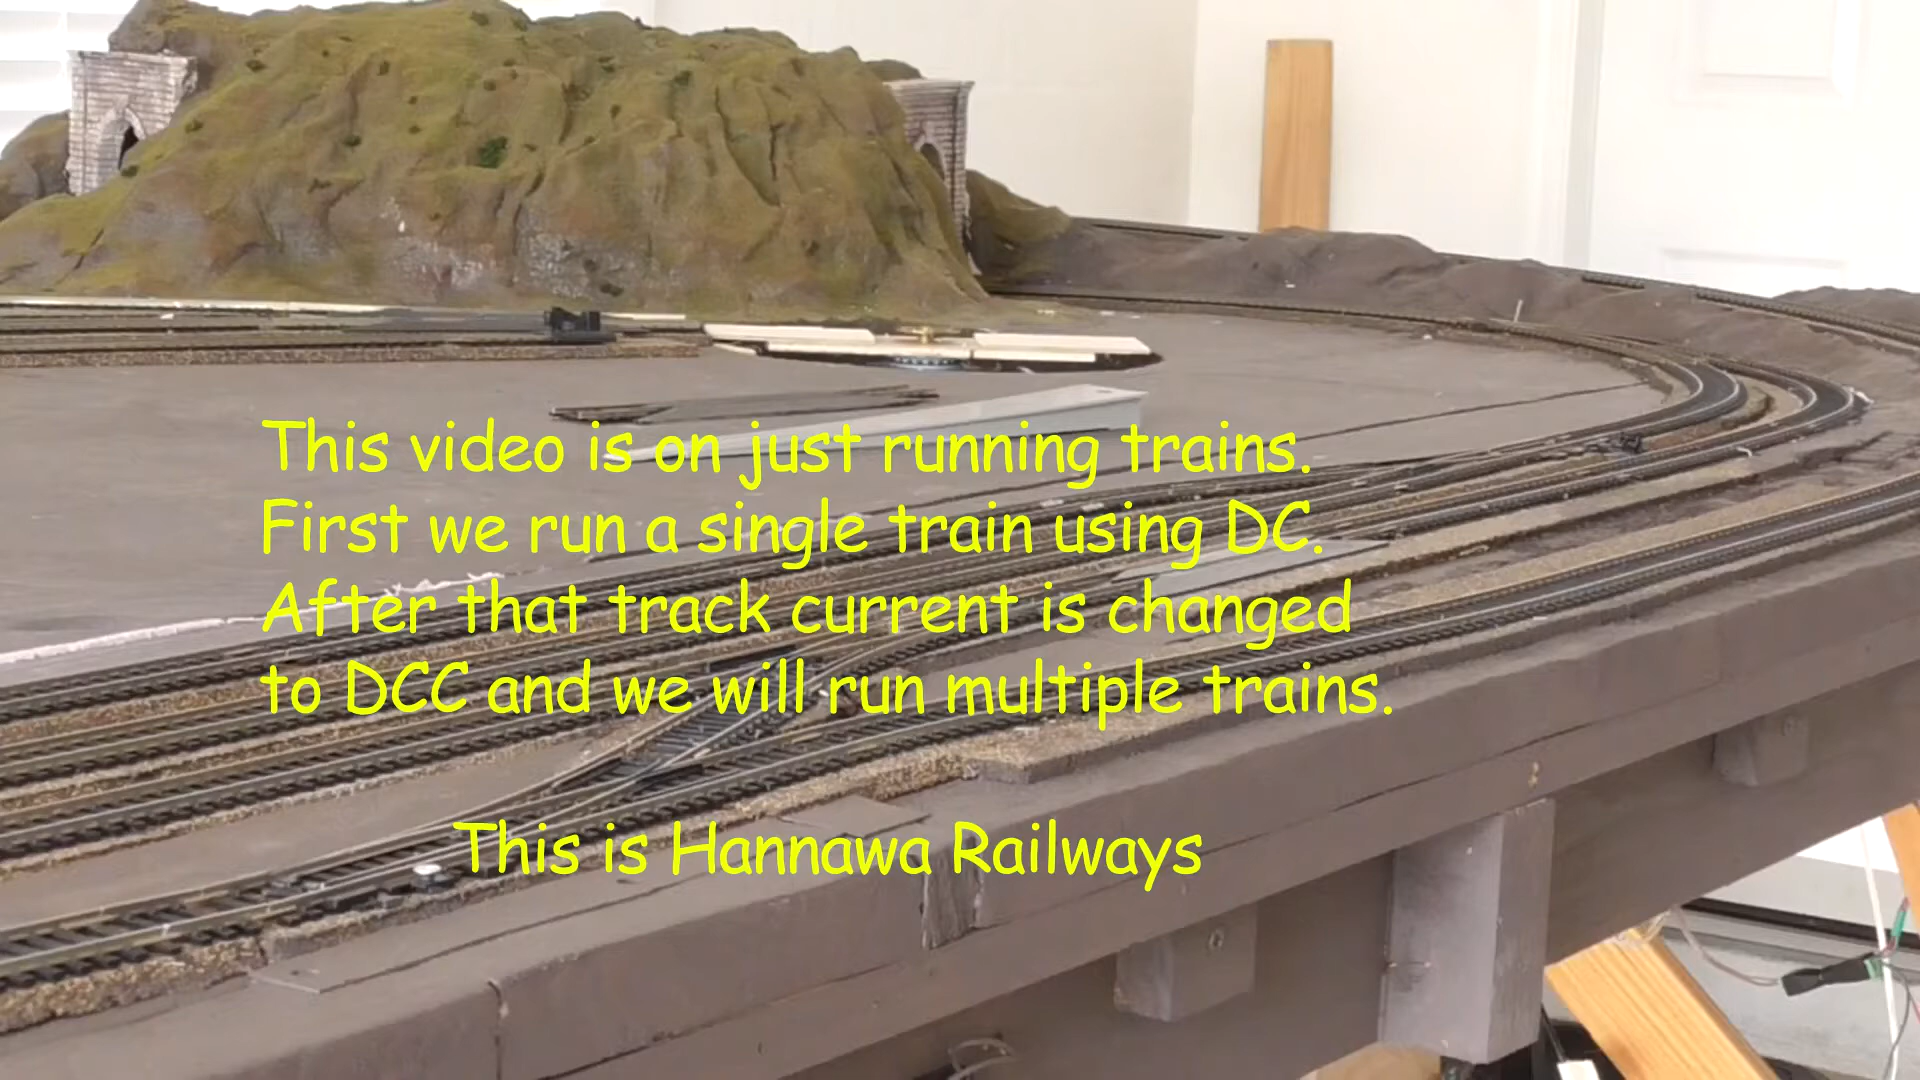 This video is on just running trains.
First we run a single train using DC.
After that track current is changed
to DCC and we will run multiple trains.
This is Hannawa Railways